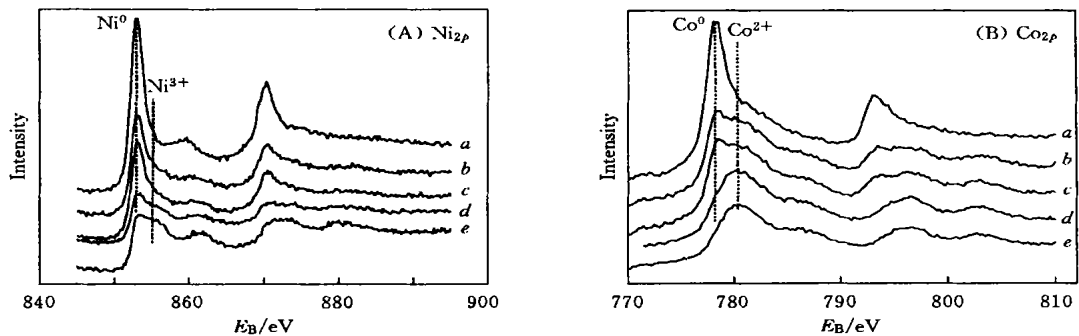 Ni⁰
(A) Ni₂ₚ
Ni³⁺
Intensity
a
b
c
d
e
840
860
880
900
E_B/eV
Co⁰
Co²⁺
(B) Co₂ₚ
Intensity
a
b
c
d
e
770
780
790
800
810
E_B/eV